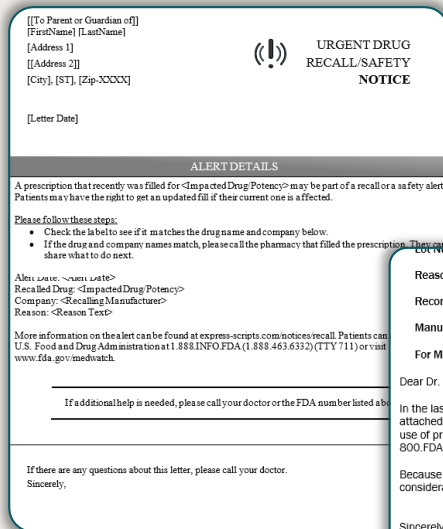 [[To Parent or Guardian of]]
[FirstName] [LastName]
[Address 1]
[[Address 2]]
[City], [ST], [Zip-XXXX]
URGENT DRUG
RECALL/SAFETY
NOTICE
[Letter Date]
ALERT DETAILS
A prescription that recently was filled for <Impacted Drug/Potency> may be part of a recall or a safety alert
Patients may have the right to get an updated fill if their current one is affected.
Please follow these steps:
• Check the label to see if it matches the drug name and company below.
• If the drug and company names match, please call the pharmacy that filled the prescription. They can
share what to do next.
Alert Date: <Alert Date>
Recalled Drug: <Impacted Drug/Potency>
Company: <Recalling Manufacturer>
Reason: <Reason Text>
More information on the alert can be found at express-scripts.com/notices/recall. Patients can
U.S. Food and Drug Administration at 1.888.INFO.FDA (1.888.463.6332) (TTY 711) or visit
www.fda.gov/medwatch.
If additional help is needed, please call your doctor or the FDA number listed abo
If there are any questions about this letter, please call your doctor.
Sincerely,
Reaso
Recor
Manu
For M
Dear Dr.
In the las
attached
use of pr
800.FDA
Because
considera
Sincerely